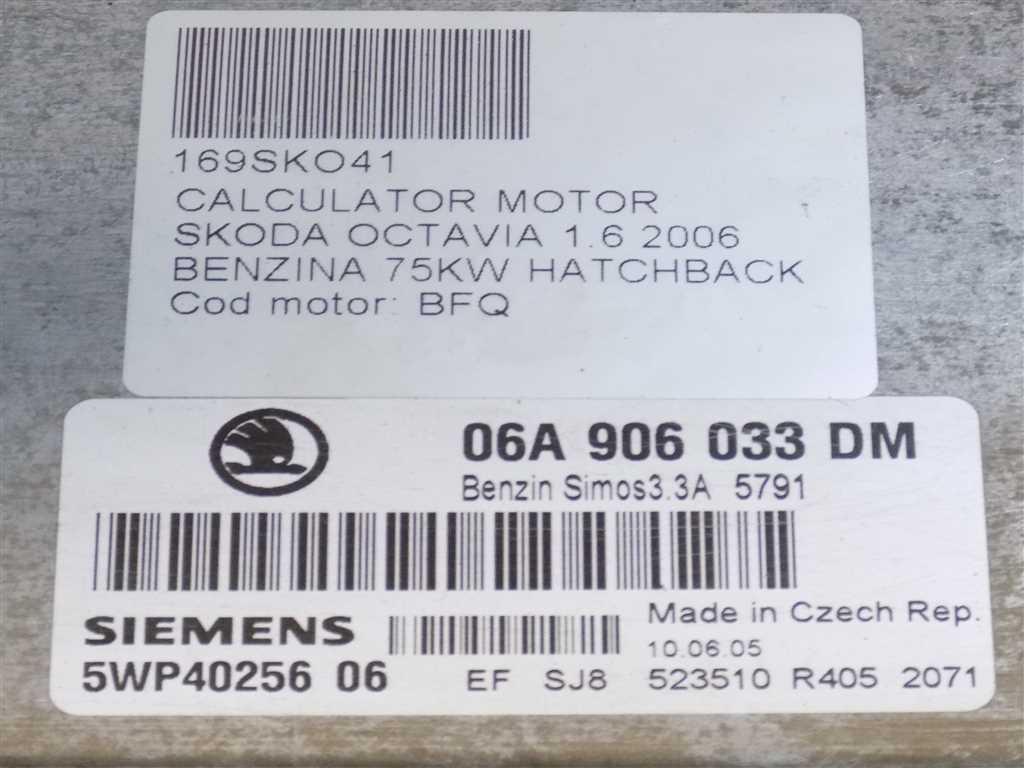 169SKO41
CALCULATOR MOTOR
SKODA OCTAVIA 1.6 2006
BENZINA 75KW HATCHBACK
Cod motor: BFQ
06A 906 033 DM
Benzin Simos3.3A 5791
SIEMENS
Made in Czech Rep.
10.06.05
5WP40256 06
EF SJ8 523510 R405 2071